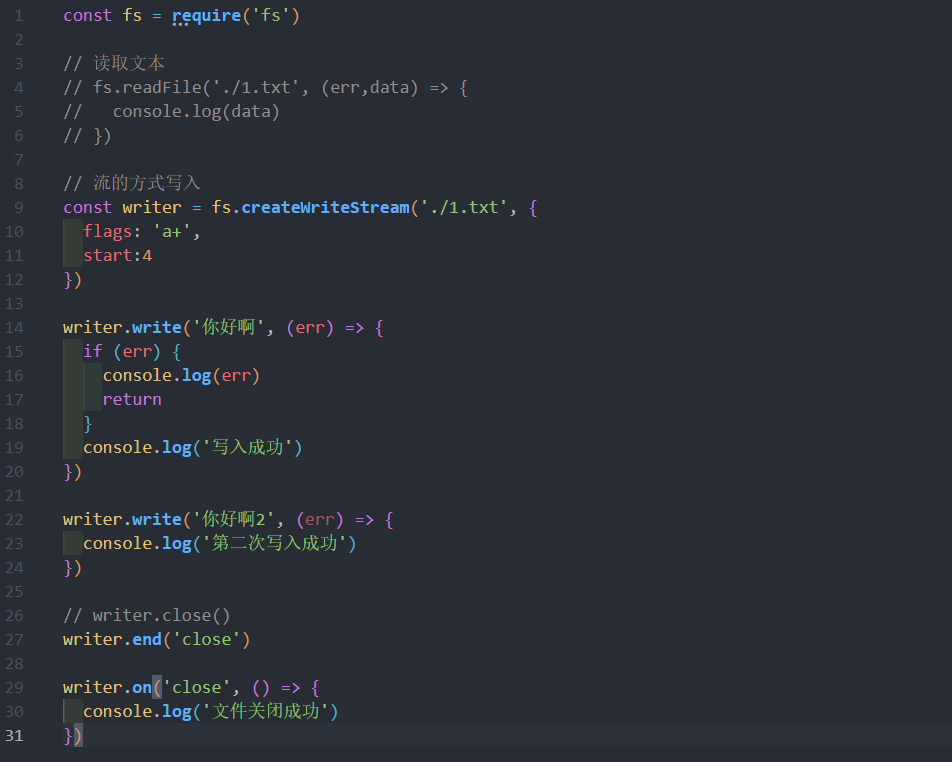 1 const fs = require('fs')
2
3 // 读取文本
4 // fs.readFile('./1.txt', (err,data) => {
5 //   console.log(data)
6 // })
7
8 // 流的方式写入
9 const writer = fs.createWriteStream('./1.txt', {
10   flags: 'a+',
11   start:4
12 })
13
14 writer.write('你好啊', (err) => {
15   if (err) {
16     console.log(err)
17     return
18   }
19   console.log('写入成功')
20 })
21
22 writer.write('你好啊2', (err) => {
23   console.log('第二次写入成功')
24 })
25
26 // writer.close()
27 writer.end('close')
28
29 writer.on('close', () => {
30   console.log('文件关闭成功')
31 })